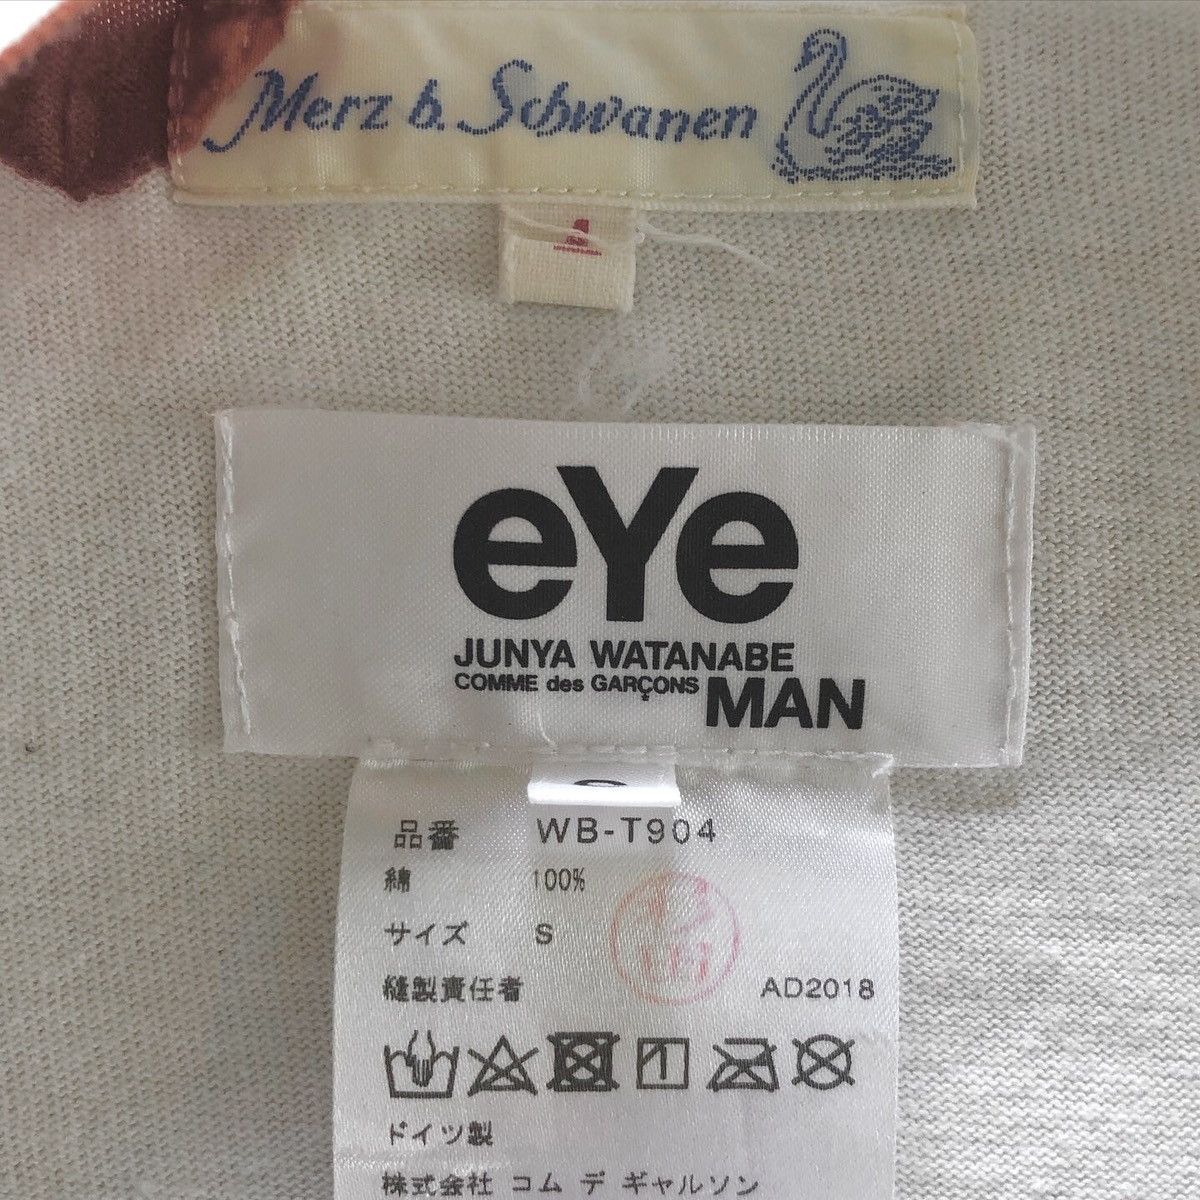 Merz b. Schwanen
4
eYe
JUNYA WATANABE
COMME des GARÇONS MAN
品番 WB-T904
綿 100%
サイズ S
縫製責任者 AD2018
ドイツ製
株式会社 コム デ ギャルソン